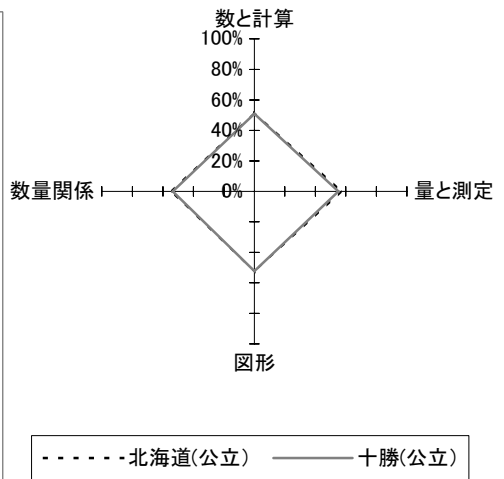 数と計算
100%
80%
60%
40%
20%
0%
数量関係
量と測定
図形
北海道(公立)
十勝(公立)